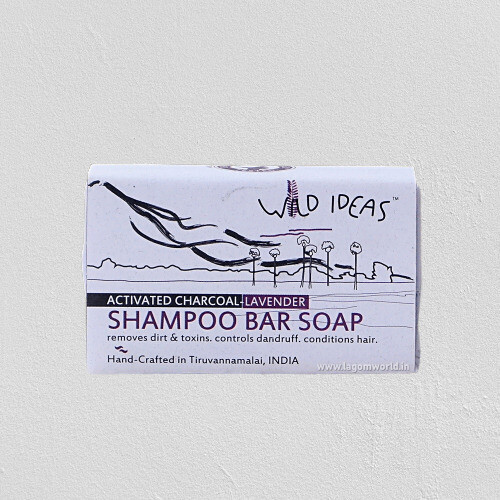 WILD IDEAS™
ACTIVATED CHARCOAL-LAVENDER
SHAMPOO BAR SOAP
removes dirt & toxins. controls dandruff. conditions hair.
Hand-Crafted in Tiruvannamalai, INDIA
www.lagomworld.in